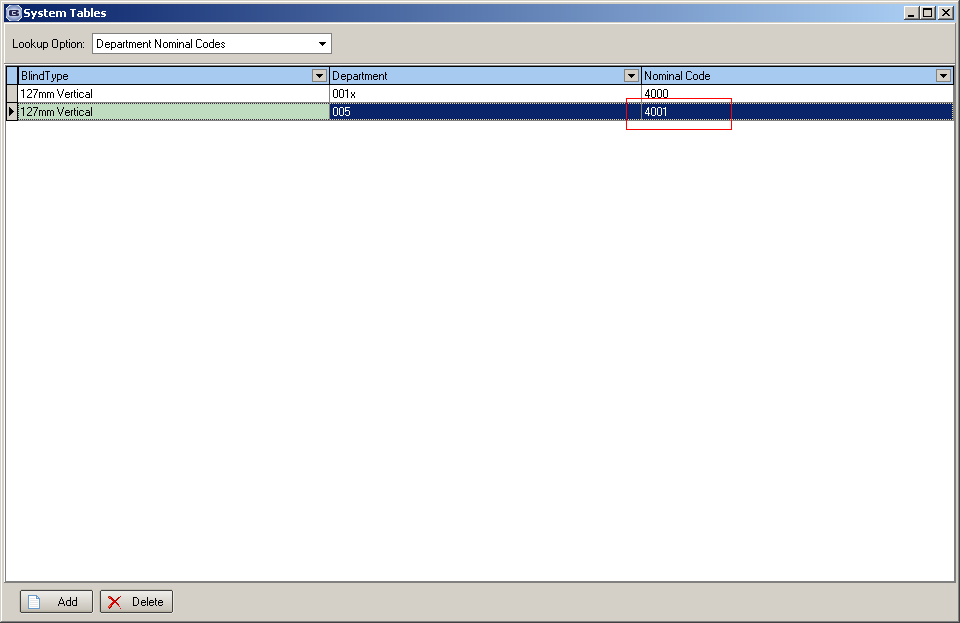 System Tables
Lookup Option: Department Nominal Codes
BlindType Department Nominal Code
127mm Vertical 001x 4000
127mm Vertical 005 4001
Add Delete